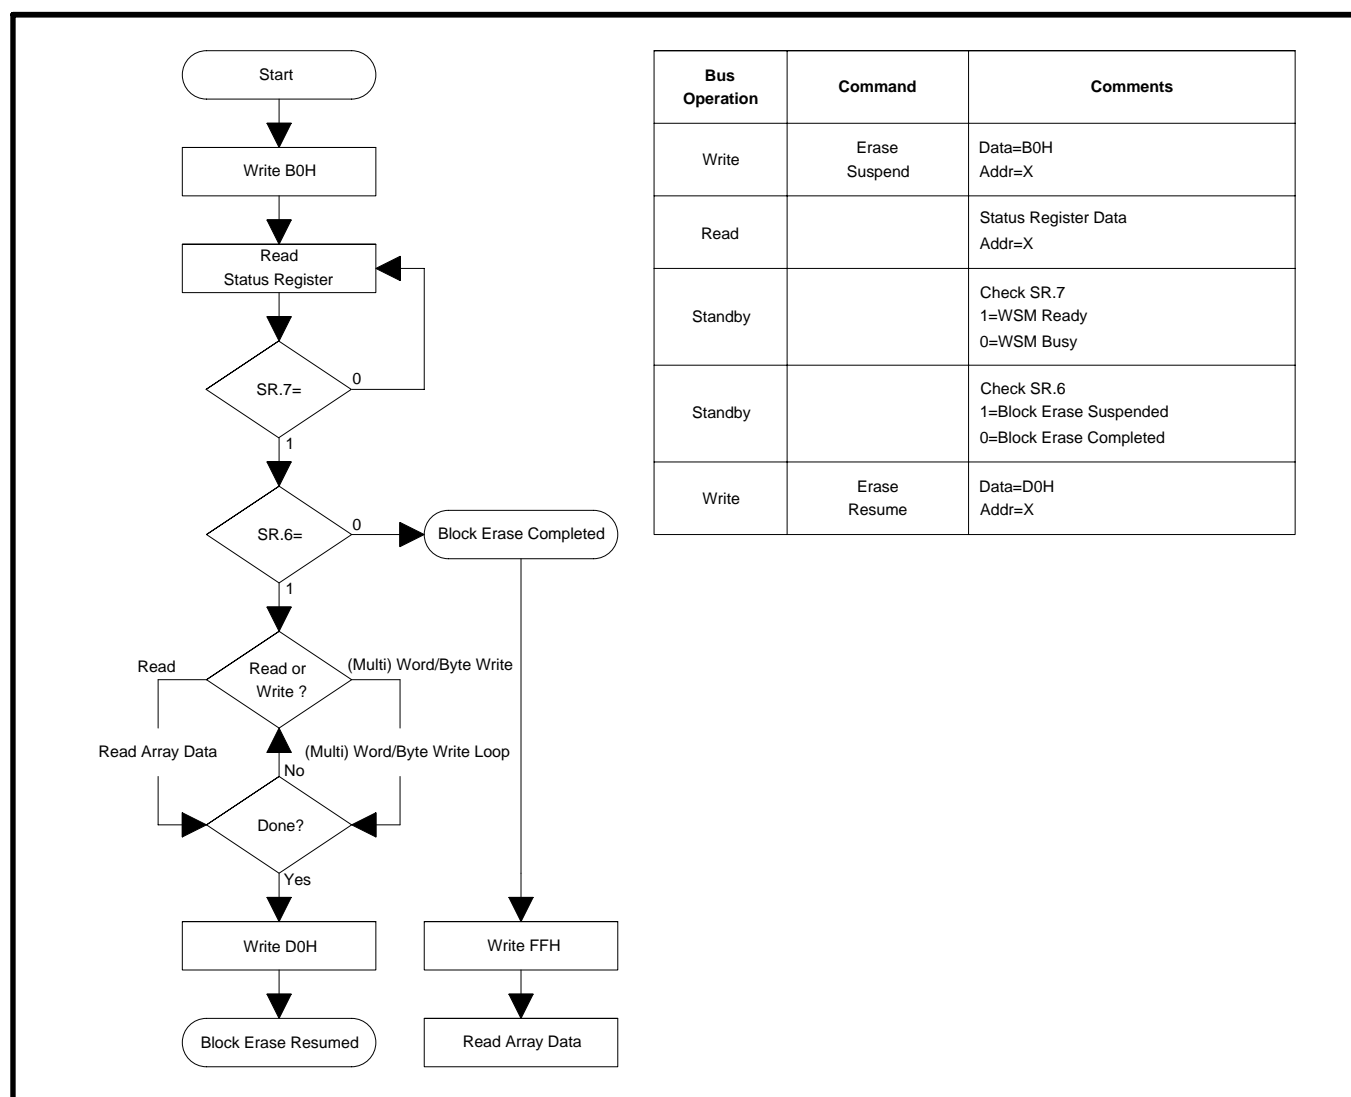 Start
Write B0H
Read
Status Register
SR.7=
0
1
SR.6=
0
Block Erase Completed
1
Read
Read or
Write ?
(Multi) Word/Byte Write
Read Array Data
(Multi) Word/Byte Write Loop
No
Done?
Yes
Write D0H
Write FFH
Block Erase Resumed
Read Array Data
Bus
Operation
Command
Comments
Write
Erase
Suspend
Data=B0H
Addr=X
Read
Status Register Data
Addr=X
Standby
Check SR.7
1=WSM Ready
0=WSM Busy
Standby
Check SR.6
1=Block Erase Suspended
0=Block Erase Completed
Write
Erase
Resume
Data=D0H
Addr=X